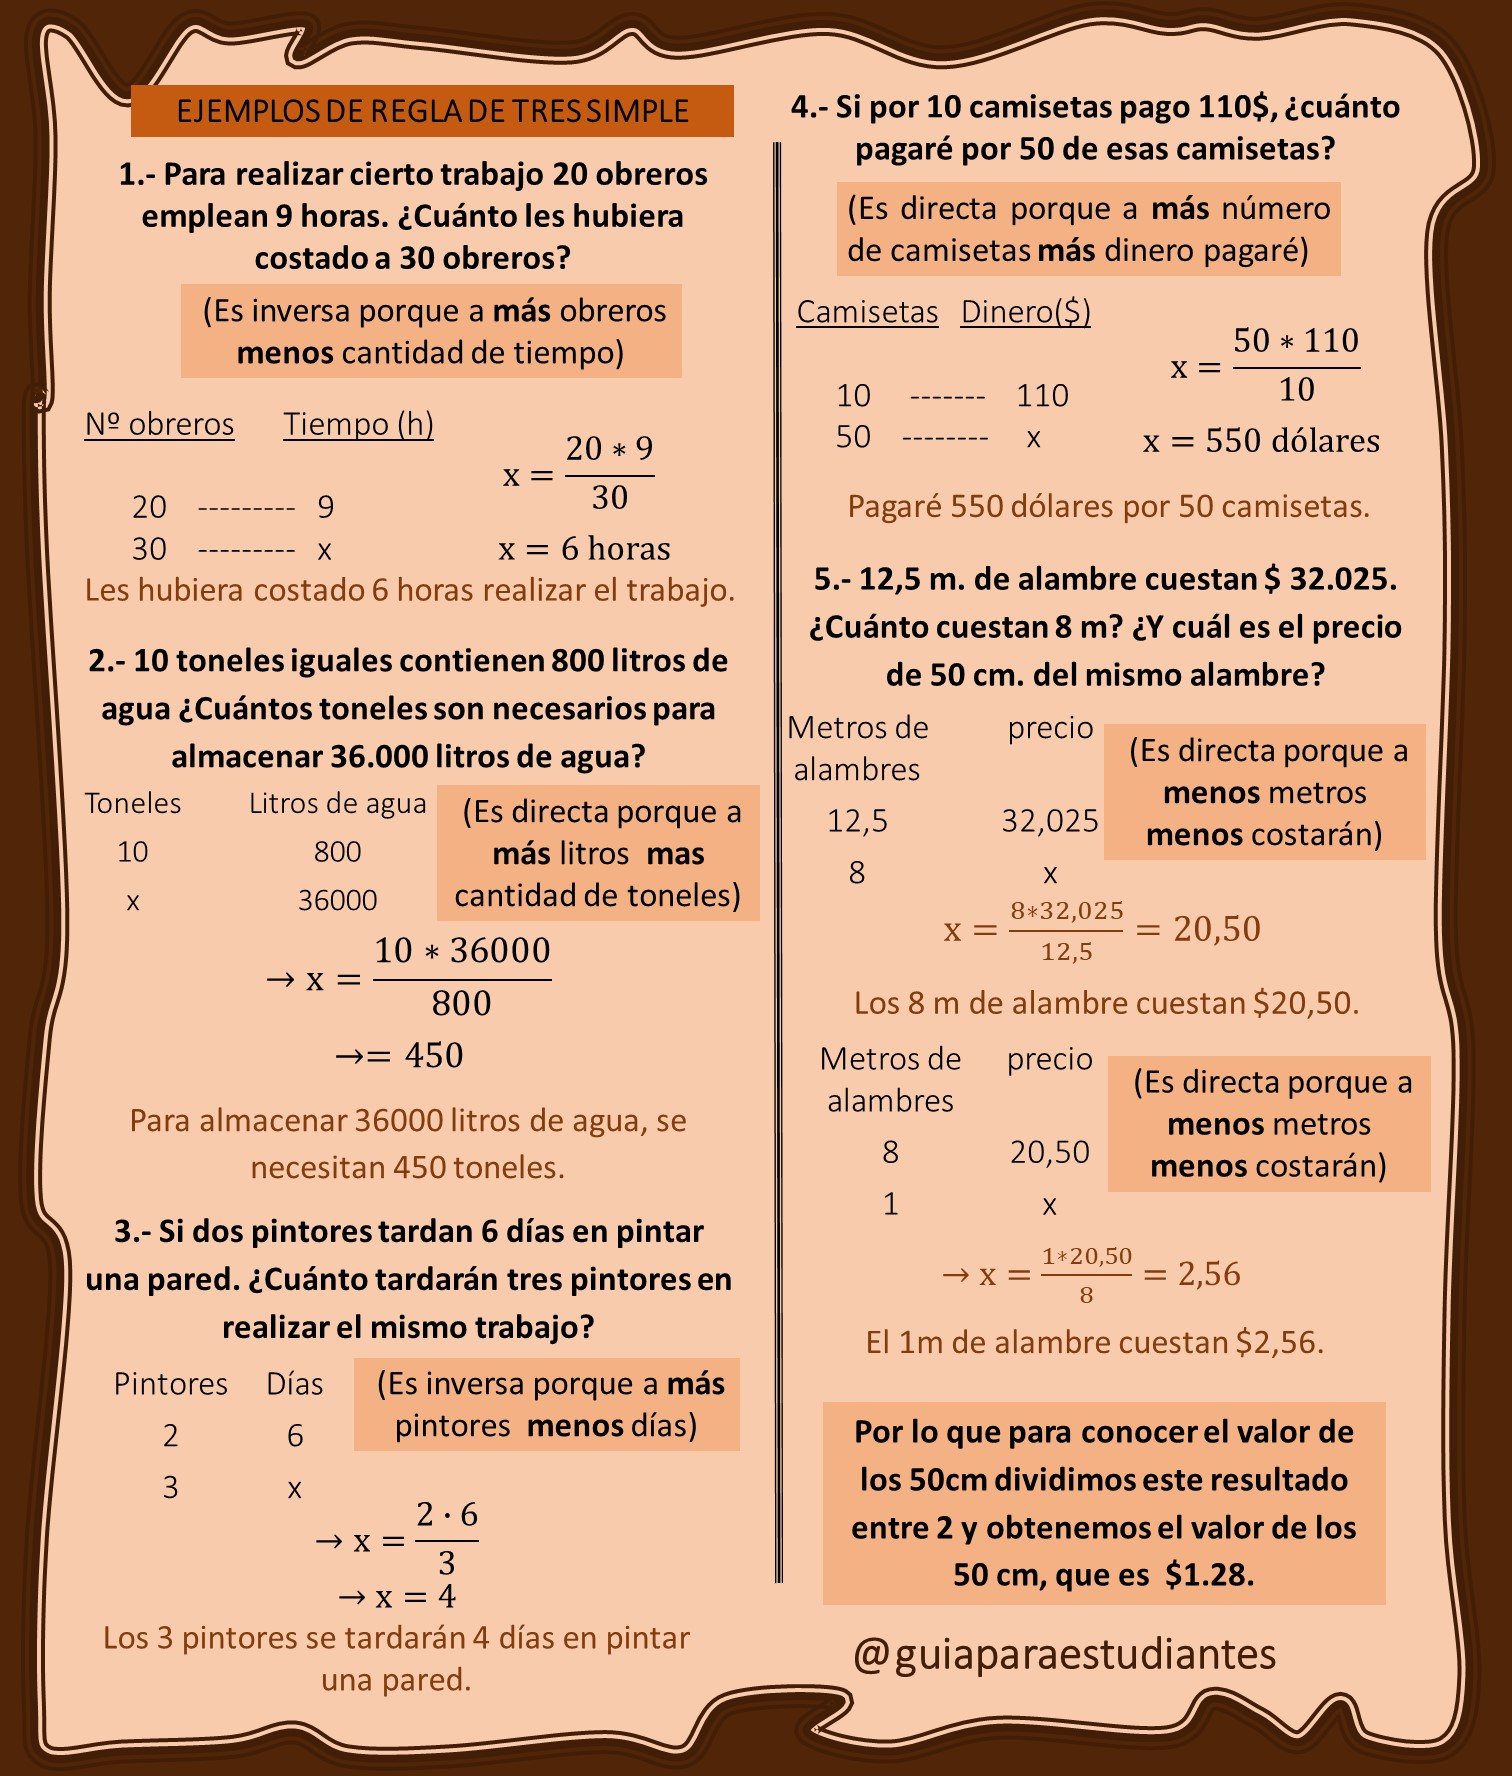 EJEMPLOS DE REGLA DE TRES SIMPLE
1.- Para realizar cierto trabajo 20 obreros
emplean 9 horas. ¿Cuánto les hubiera
costado a 30 obreros?
(Es inversa porque a más obreros
menos cantidad de tiempo)
Nº obreros Tiempo (h)
20 --------- 9
30 --------- x
x = 20 ∗ 9 / 30
x = 6 horas
Les hubiera costado 6 horas realizar el trabajo.
2.- 10 toneles iguales contienen 800 litros de
agua ¿Cuántos toneles son necesarios para
almacenar 36.000 litros de agua?
Toneles Litros de agua
10 800
x 36000
(Es directa porque a
más litros mas
cantidad de toneles)
→ x = 10 ∗ 36000 / 800
→= 450
Para almacenar 36000 litros de agua, se
necesitan 450 toneles.
3.- Si dos pintores tardan 6 días en pintar
una pared. ¿Cuánto tardarán tres pintores en
realizar el mismo trabajo?
Pintores Días
2 6
3 x
(Es inversa porque a más
pintores menos días)
→ x = 2 · 6 / 3
→ x = 4
Los 3 pintores se tardarán 4 días en pintar
una pared.
4.- Si por 10 camisetas pago 110$, ¿cuánto
pagaré por 50 de esas camisetas?
(Es directa porque a más número
de camisetas más dinero pagaré)
Camisetas Dinero($)
10 ------- 110
50 -------- x
x = 50 ∗ 110 / 10
x = 550 dólares
Pagaré 550 dólares por 50 camisetas.
5.- 12,5 m. de alambre cuestan $ 32.025.
¿Cuánto cuestan 8 m? ¿Y cuál es el precio
de 50 cm. del mismo alambre?
Metros de precio
alambres
12,5 32,025
8 x
(Es directa porque a
menos metros
menos costarán)
x = 8∗32,025 / 12,5 = 20,50
Los 8 m de alambre cuestan $20,50.
Metros de precio
alambres
8 20,50
1 x
(Es directa porque a
menos metros
menos costarán)
→ x = 1∗20,50 / 8 = 2,56
El 1m de alambre cuestan $2,56.
Por lo que para conocer el valor de
los 50cm dividimos este resultado
entre 2 y obtenemos el valor de los
50 cm, que es $1.28.
@guiaparaestudiantes